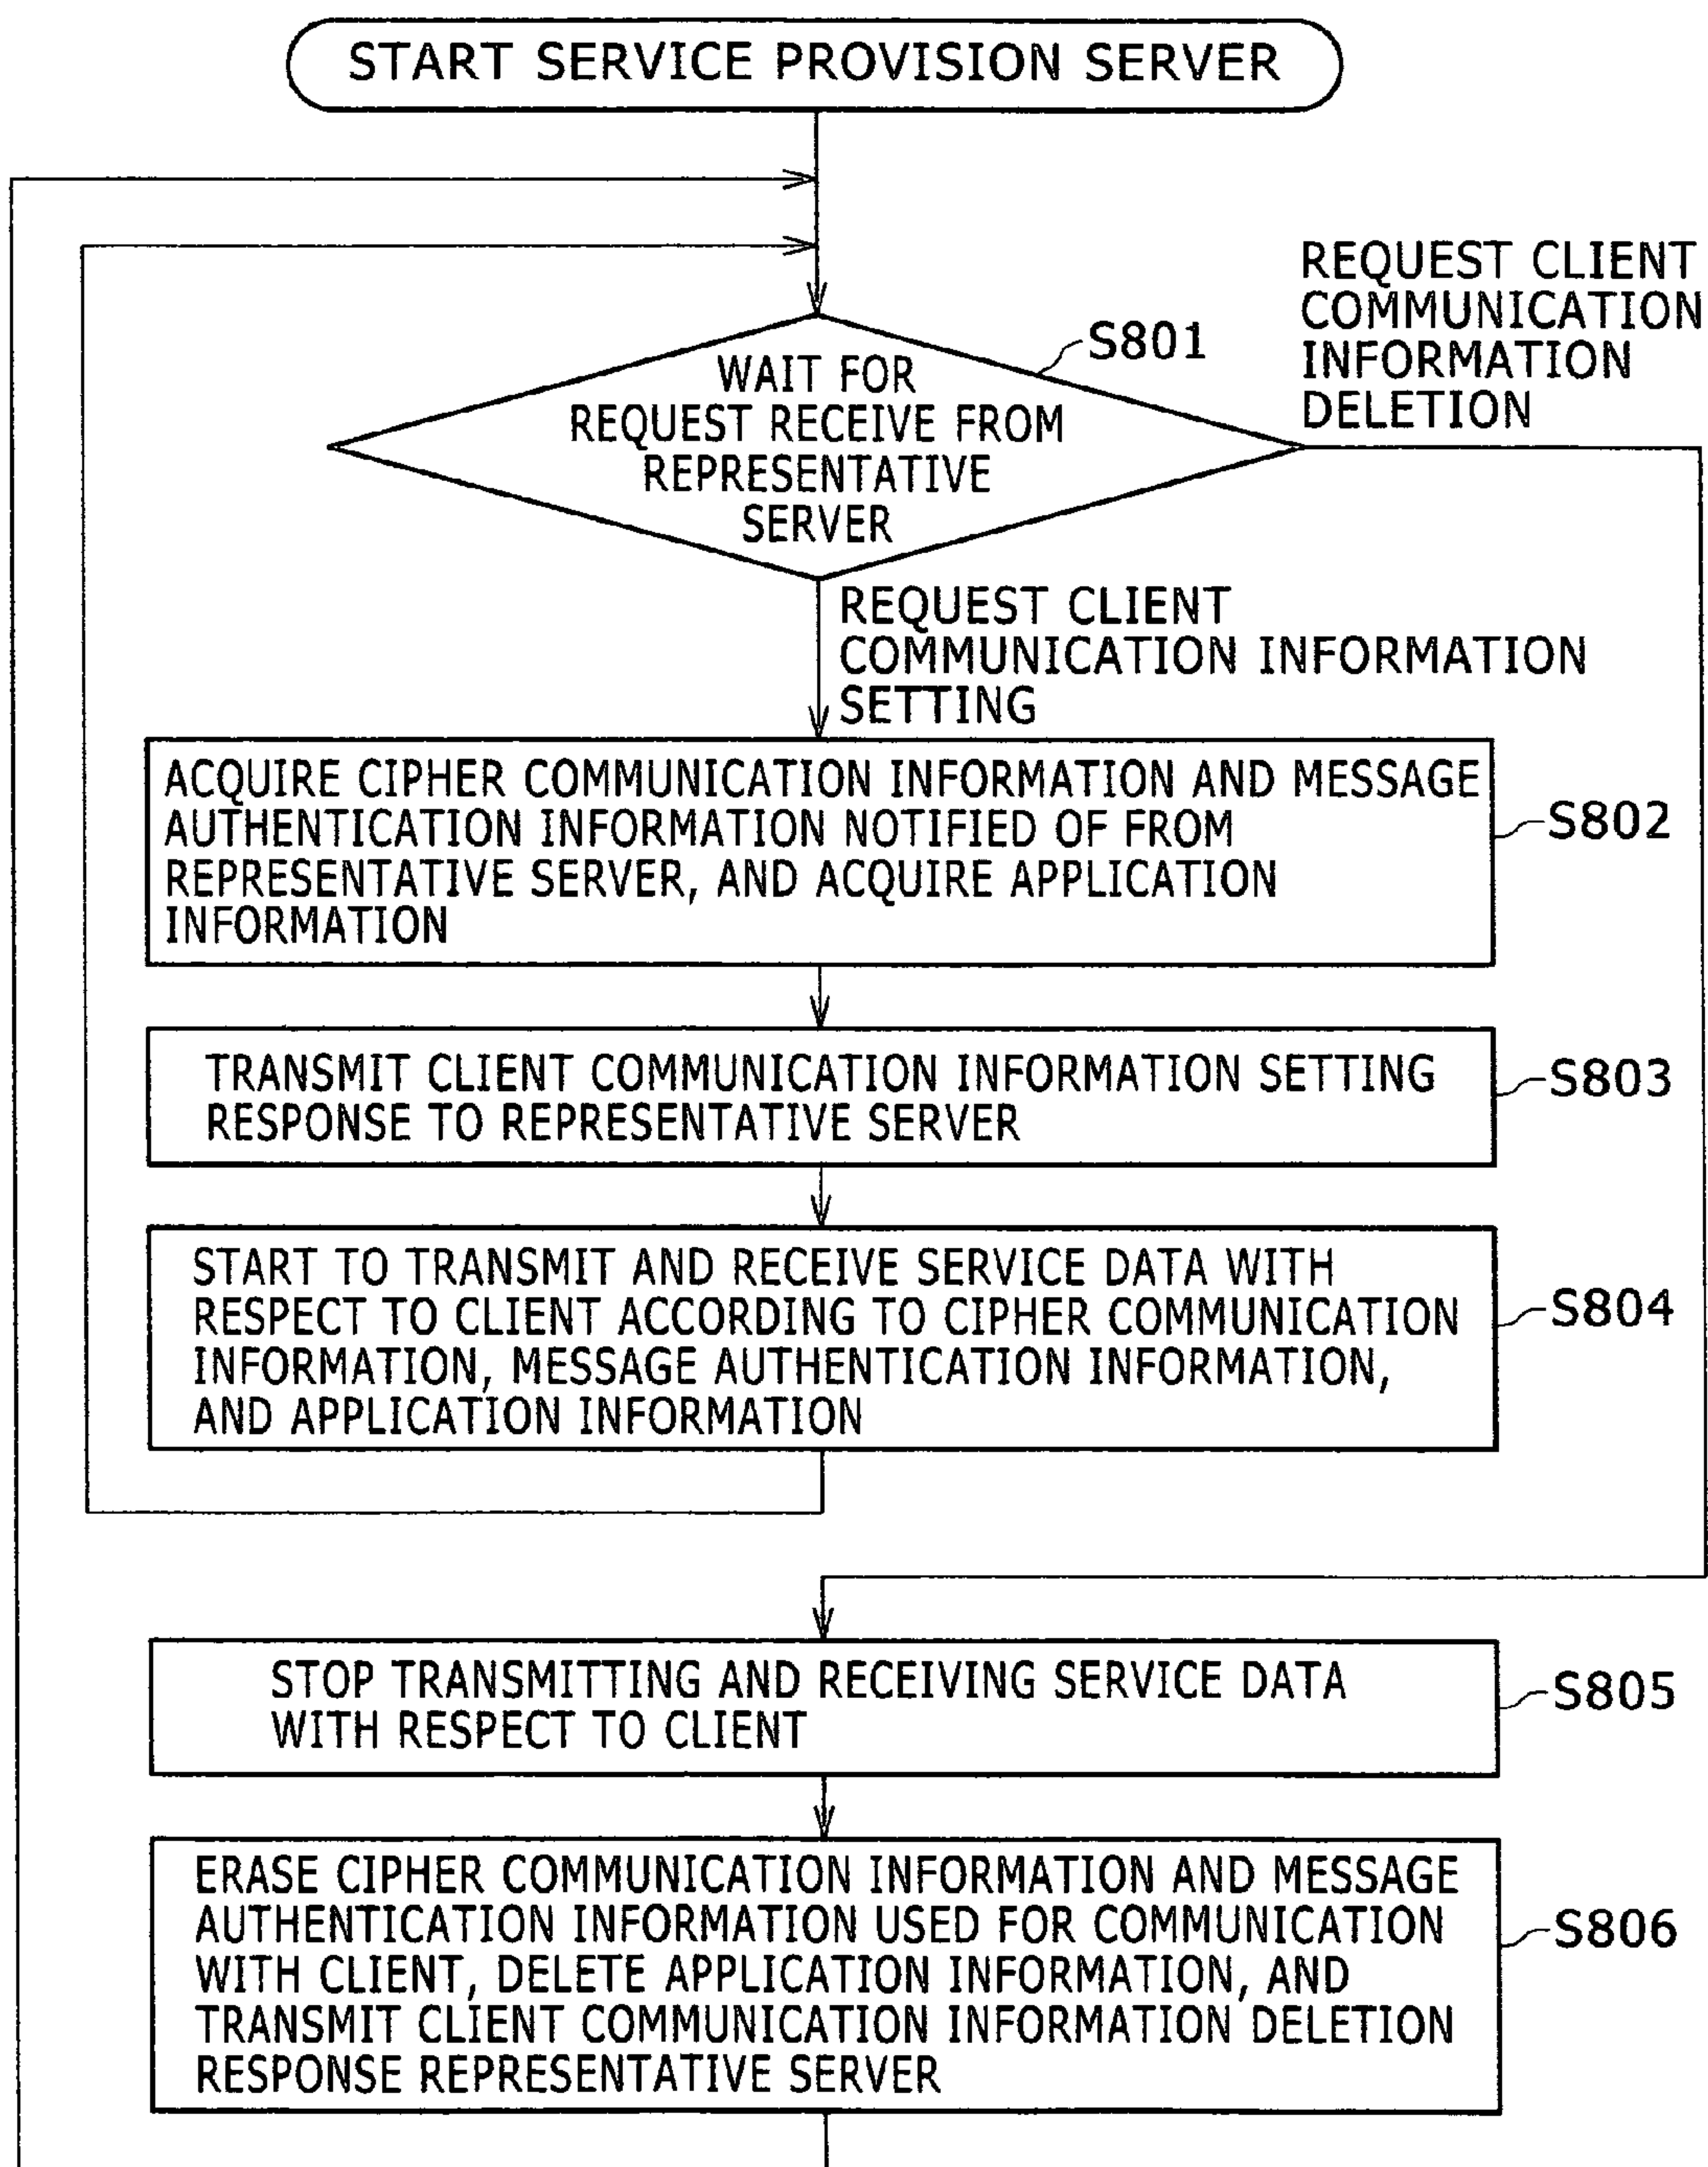 START SERVICE PROVISION SERVER
REQUEST CLIENT
COMMUNICATION
INFORMATION
DELETION
S801
WAIT FOR
REQUEST RECEIVE FROM
REPRESENTATIVE
SERVER
REQUEST CLIENT
COMMUNICATION INFORMATION
SETTING
ACQUIRE CIPHER COMMUNICATION INFORMATION AND MESSAGE
AUTHENTICATION INFORMATION NOTIFIED OF FROM
REPRESENTATIVE SERVER, AND ACQUIRE APPLICATION
INFORMATION
S802
TRANSMIT CLIENT COMMUNICATION INFORMATION SETTING
RESPONSE TO REPRESENTATIVE SERVER
S803
START TO TRANSMIT AND RECEIVE SERVICE DATA WITH
RESPECT TO CLIENT ACCORDING TO CIPHER COMMUNICATION
INFORMATION, MESSAGE AUTHENTICATION INFORMATION,
AND APPLICATION INFORMATION
S804
STOP TRANSMITTING AND RECEIVING SERVICE DATA
WITH RESPECT TO CLIENT
S805
ERASE CIPHER COMMUNICATION INFORMATION AND MESSAGE
AUTHENTICATION INFORMATION USED FOR COMMUNICATION
WITH CLIENT, DELETE APPLICATION INFORMATION, AND
TRANSMIT CLIENT COMMUNICATION INFORMATION DELETION
RESPONSE REPRESENTATIVE SERVER
S806